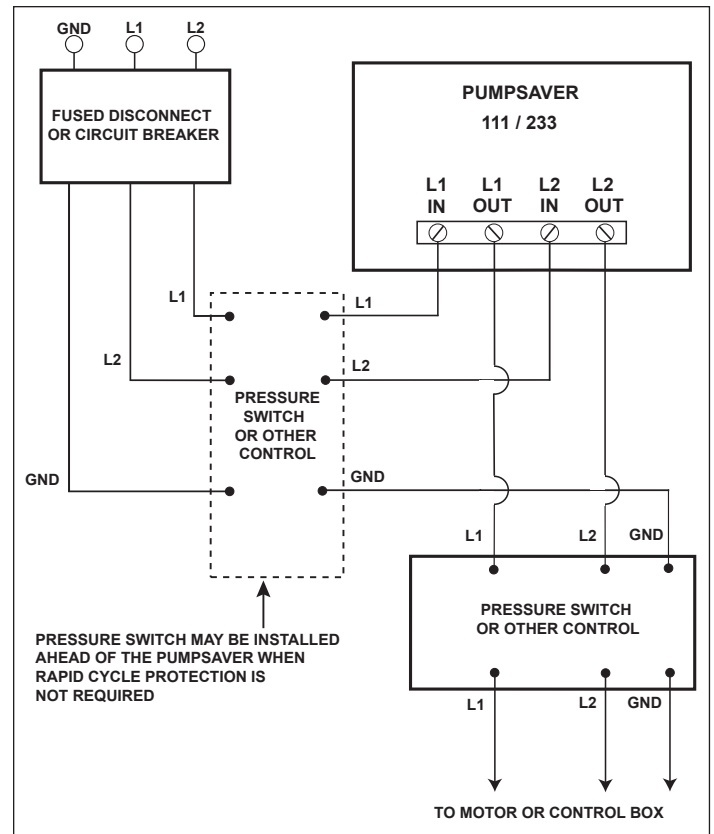 GND L1 L2
FUSED DISCONNECT
OR CIRCUIT BREAKER
PUMPSAVER
111 / 233
L1 L1 L2 L2
IN OUT IN OUT
L1 L1
L2 L2
PRESSURE
SWITCH
OR OTHER
CONTROL
GND GND
L1 L2 GND
PRESSURE SWITCH
OR OTHER CONTROL
PRESSURE SWITCH MAY BE INSTALLED
AHEAD OF THE PUMPSAVER WHEN
RAPID CYCLE PROTECTION IS
NOT REQUIRED
L1 L2 GND
TO MOTOR OR CONTROL BOX